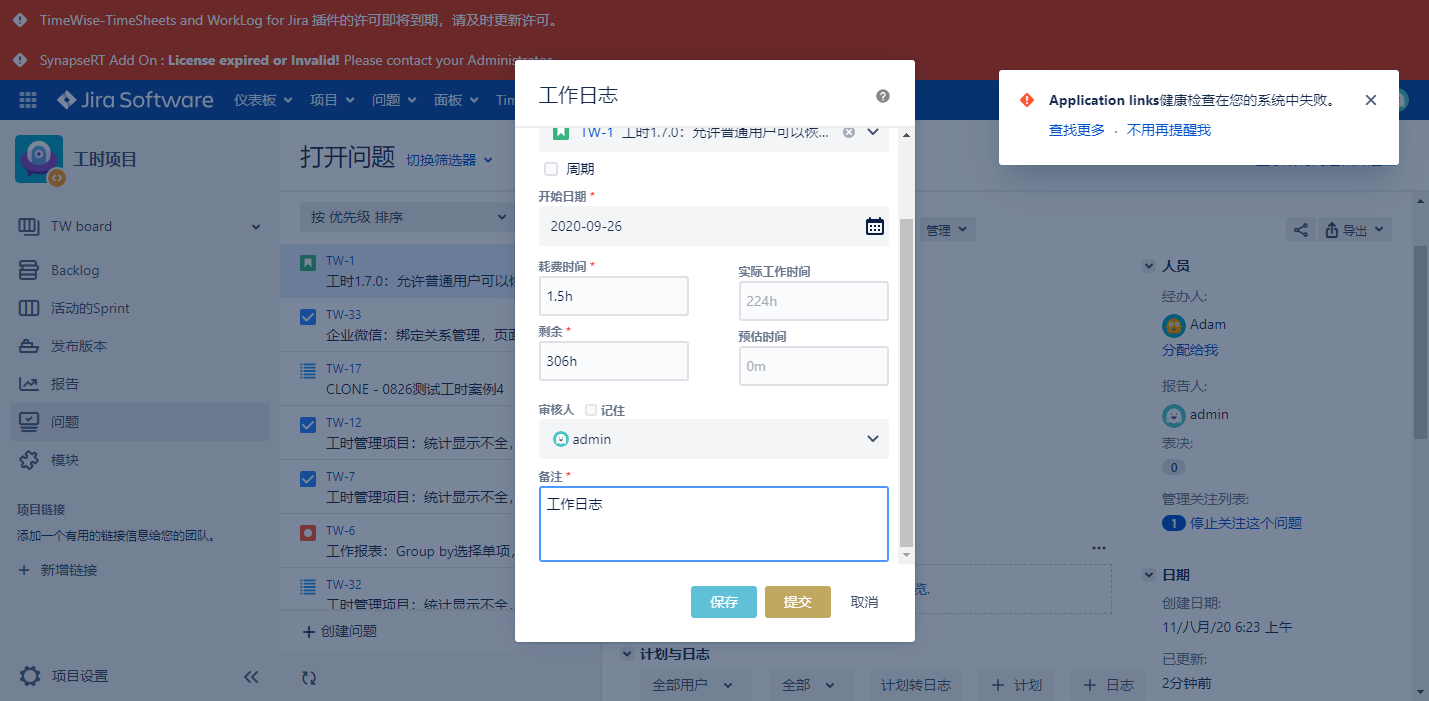 TimeWise-TimeSheets and WorkLog for Jira 插件的许可即将到期，请及时更新许可。
SynapseRT Add On : License expired or Invalid! Please contact your Administrator
Jira Software 仪表板 项目 问题 面板
Application links健康检查在您的系统中失败。
查找更多 · 不用再提醒我
工时项目
TW board
Backlog
活动的Sprint
发布版本
报告
问题
模块
项目链接
添加一个有用的链接信息给您的团队。
+ 新增链接
项目设置
打开问题 切换筛选器
按 优先级 排序
TW-1
工时1.7.0：允许普通用户可以
TW-33
企业微信：绑定关系管理，页面
TW-17
CLONE - 0826测试工时案例4
TW-12
工时管理项目：统计显示不全，
TW-7
工时管理项目：统计显示不全，
TW-6
工作报表：Group by选择单项，
TW-32
工时管理项目：统计显示不全，
+ 创建问题
工作日志
TW-1 工时1.7.0：允许普通用户可以恢...
周期
开始日期 *
2020-09-26
耗费时间 *
1.5h
实际工作时间
224h
剩余 *
306h
预估时间
0m
审核人 记住
admin
备注 *
工作日志
保存 提交 取消
管理
导出
人员
经办人:
Adam
分配给我
报告人:
admin
表决:
0
管理关注列表:
1 停止关注这个问题
日期
创建日期:
11/八月/20 6:23 上午
已更新:
2分钟前
览.
计划与日志
全部用户 全部 计划转日志 + 计划 + 日志